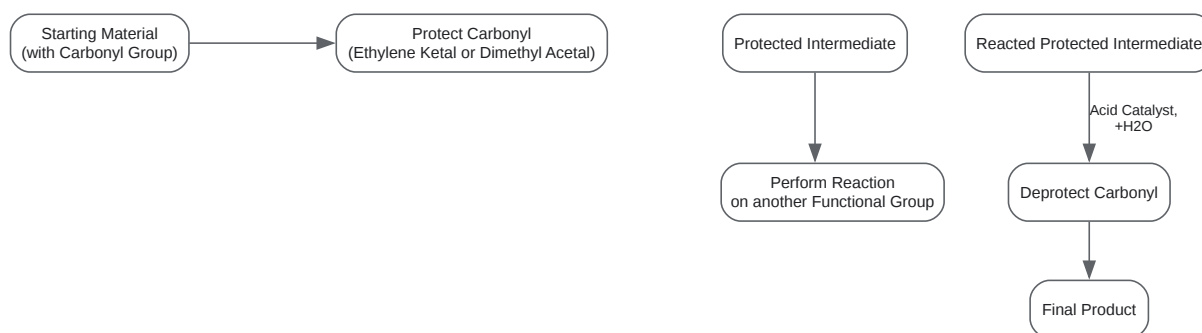 Starting Material
(with Carbonyl Group)
Protect Carbonyl
(Ethylene Ketal or Dimethyl Acetal)
Protected Intermediate
Reacted Protected Intermediate
Acid Catalyst,
+H2O
Perform Reaction
on another Functional Group
Deprotect Carbonyl
Final Product